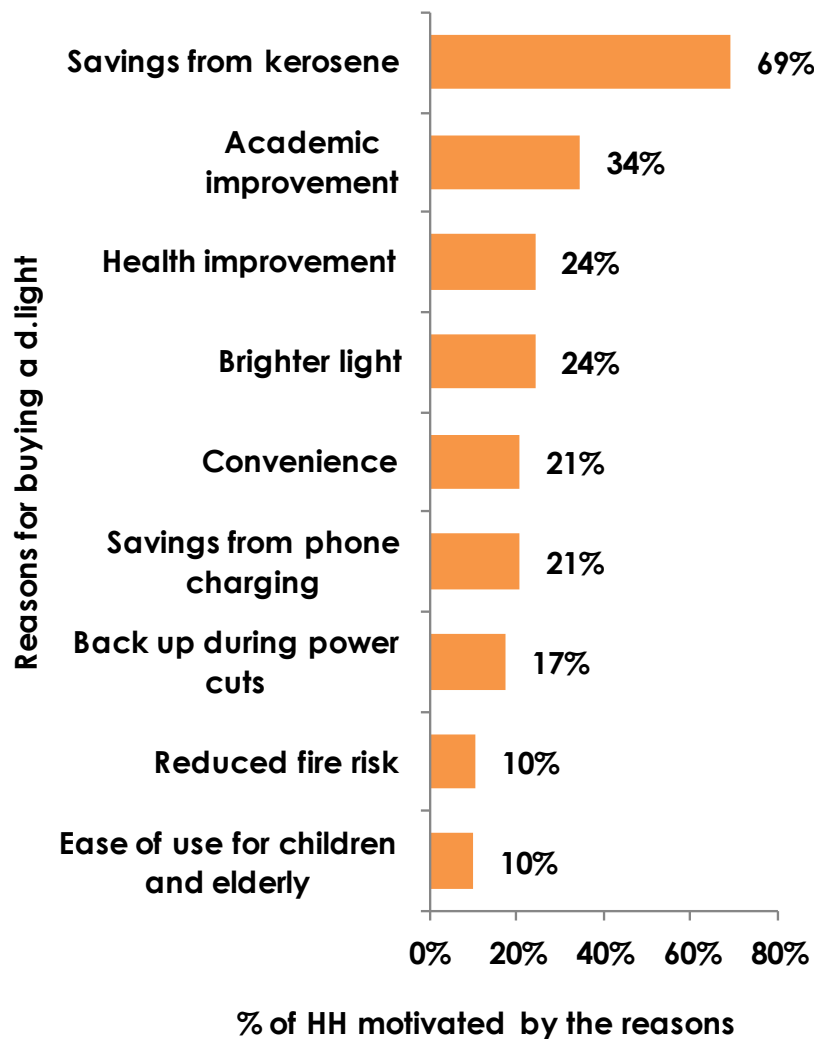 Reasons for buying a d.light
Savings from kerosene
69%
Academic
improvement
34%
Health improvement
24%
Brighter light
24%
Convenience
21%
Savings from phone
charging
21%
Back up during power
cuts
17%
Reduced fire risk
10%
Ease of use for children
and elderly
10%
0% 20% 40% 60% 80%
% of HH motivated by the reasons